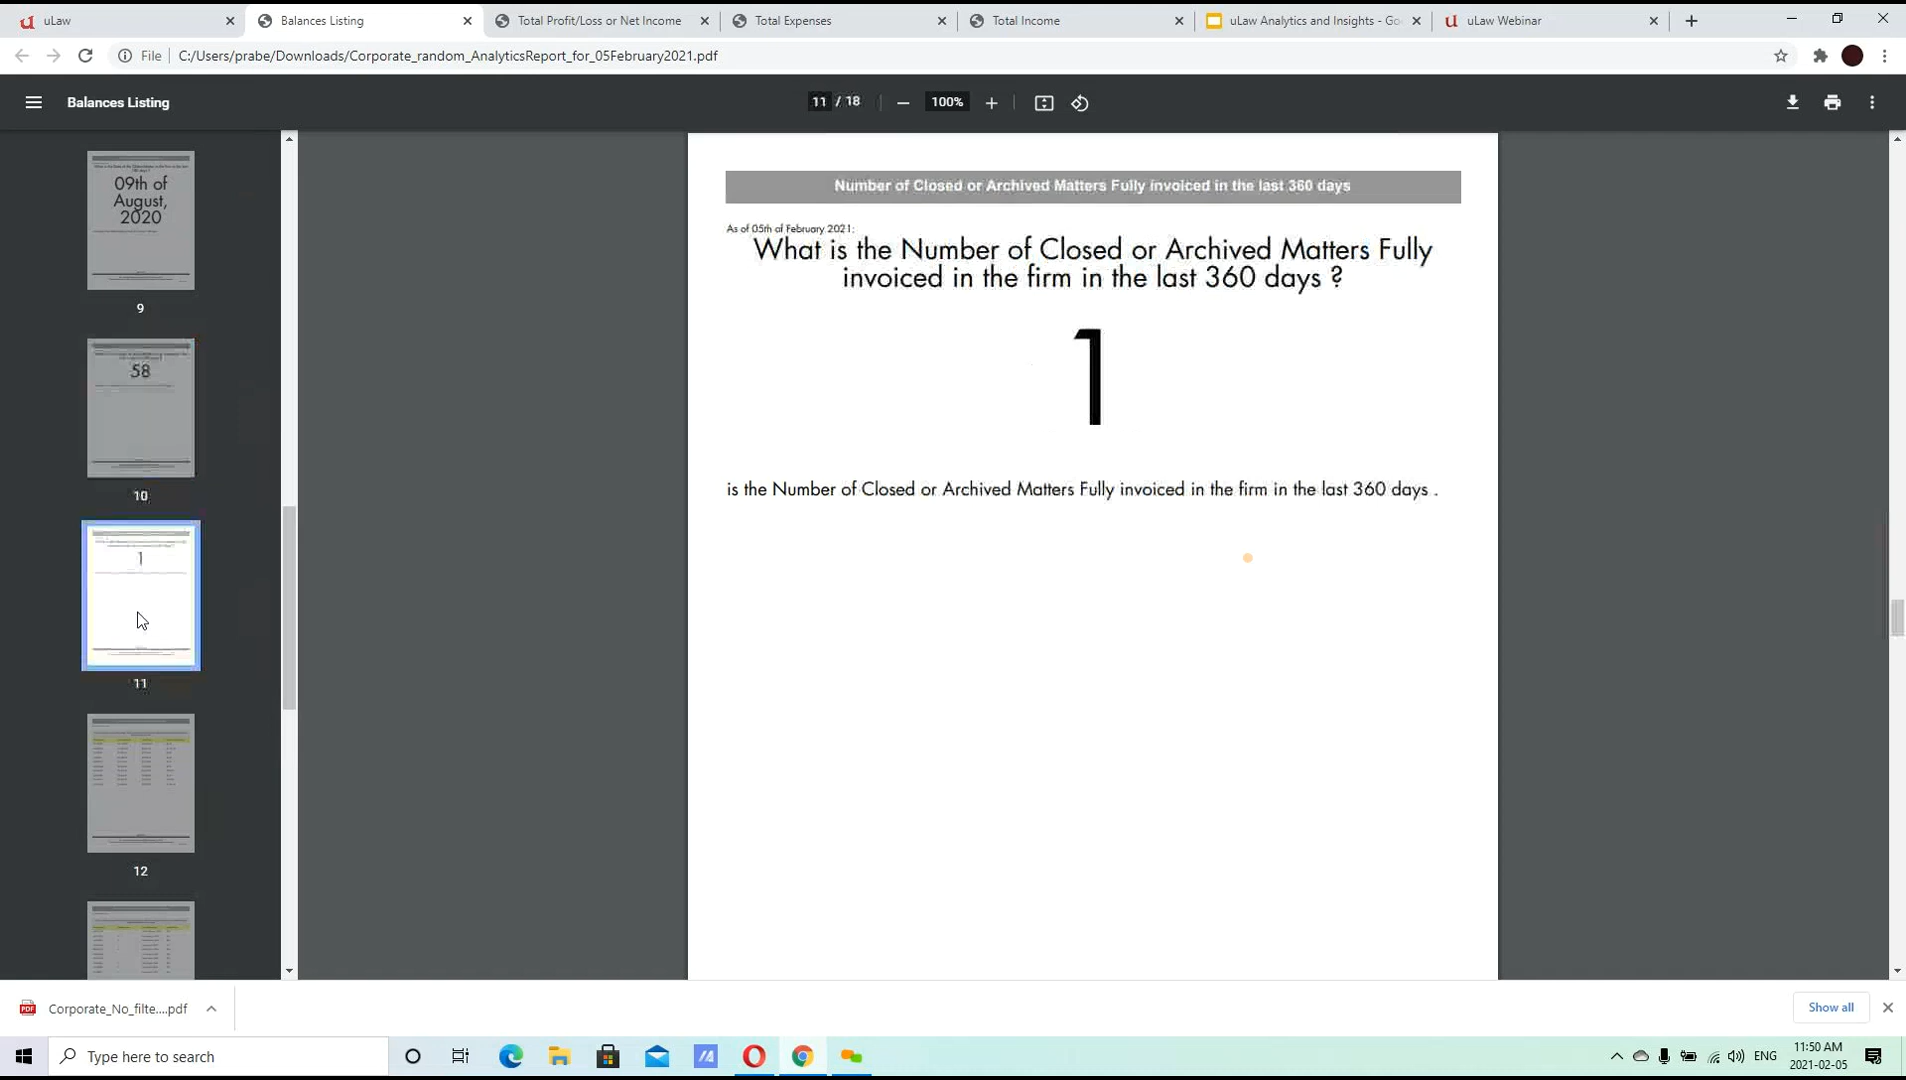 uLaw
Balances Listing
Total Profit/Loss or Net Income
Total Expenses
Total Income
uLaw Analytics and Insights - Go
uLaw Webinar
File
C:/Users/prabe/Downloads/Corporate_random_AnalyticsReport_for_05February2021.pdf
Balances Listing
11 / 18
100%
09th of
August,
2020
9
58
10
1
11
12
Number of Closed or Archived Matters Fully invoiced in the last 360 days
As of 05th of February 2021:
What is the Number of Closed or Archived Matters Fully
invoiced in the firm in the last 360 days ?
1
is the Number of Closed or Archived Matters Fully invoiced in the firm in the last 360 days .
Corporate_No_filte....pdf
Show all
Type here to search
ENG
11:50 AM
2021-02-05